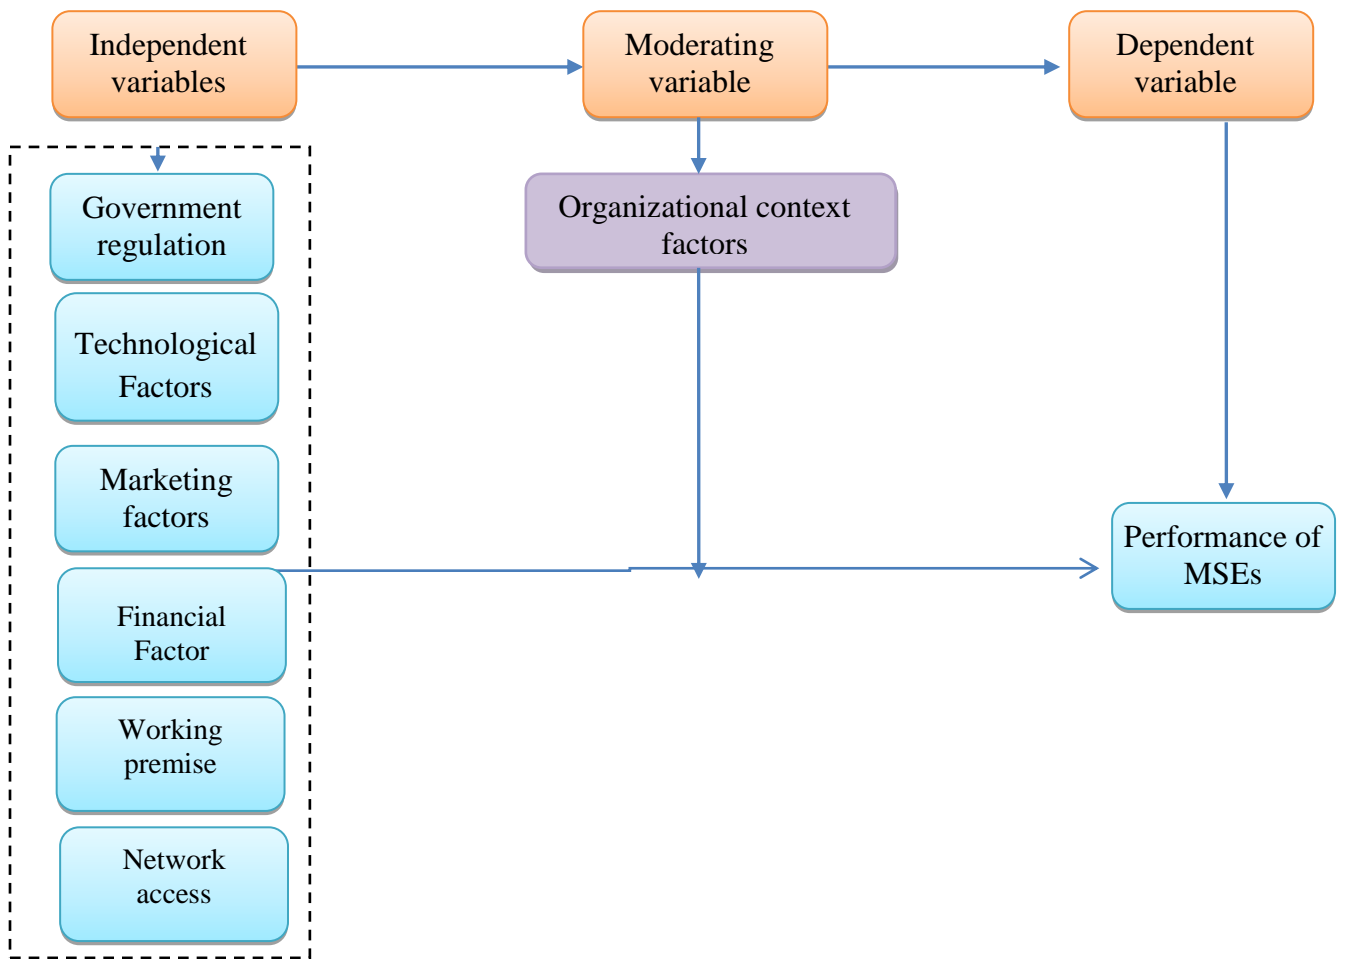 Independent
variables
Moderating
variable
Dependent
variable
Government
regulation
Organizational context
factors
Technological
Factors
Marketing
factors
Performance of
MSEs
Financial
Factor
Working
premise
Network
access